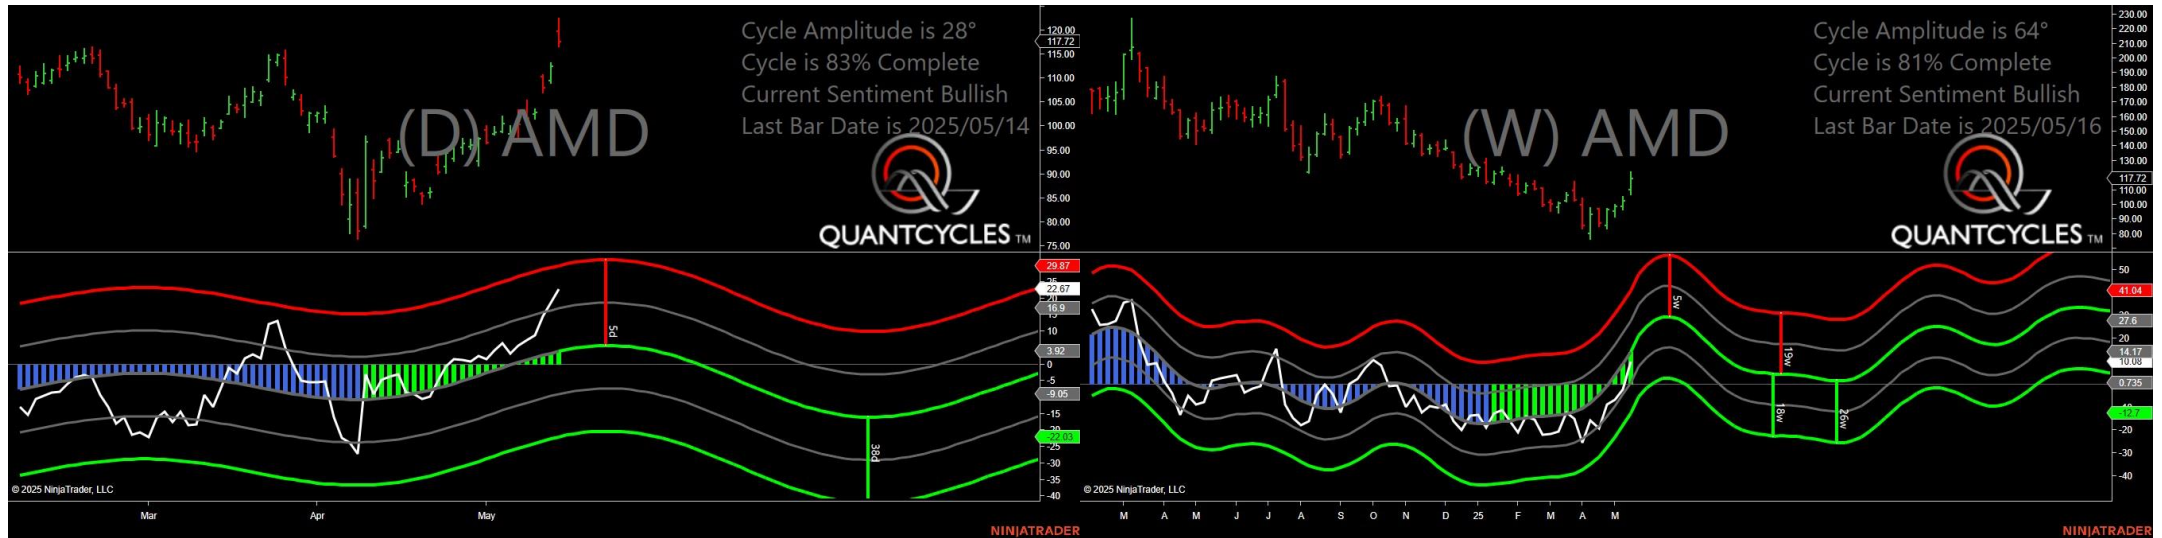 Cycle Amplitude is 28°
Cycle is 83% Complete
Current Sentiment Bullish
Last Bar Date is 2025/05/14
(D) AMD
QUANTCYCLES TM
120.00
117.72
115.00
110.00
105.00
100.00
95.00
90.00
85.00
80.00
75.00
29.87
25
22.67
16.9
10
3.92
0
-5
-9.05
-15
-22.03
-25
-30
-35
-40
5d
38d
© 2025 NinjaTrader, LLC
Mar
Apr
May
NINJATRADER
Cycle Amplitude is 64°
Cycle is 81% Complete
Current Sentiment Bullish
Last Bar Date is 2025/05/16
(W) AMD
QUANTCYCLES TM
230.00
220.00
210.00
200.00
190.00
180.00
170.00
160.00
150.00
140.00
130.00
117.72
110.00
100.00
90.00
80.00
50
41.04
27.6
20
14.17
10.08
0.735
-12.7
-20
-30
-40
5w
19w
18w
26w
© 2025 NinjaTrader, LLC
M
A
M
J
J
A
S
O
N
D
25
F
M
A
M
NINJATRADER